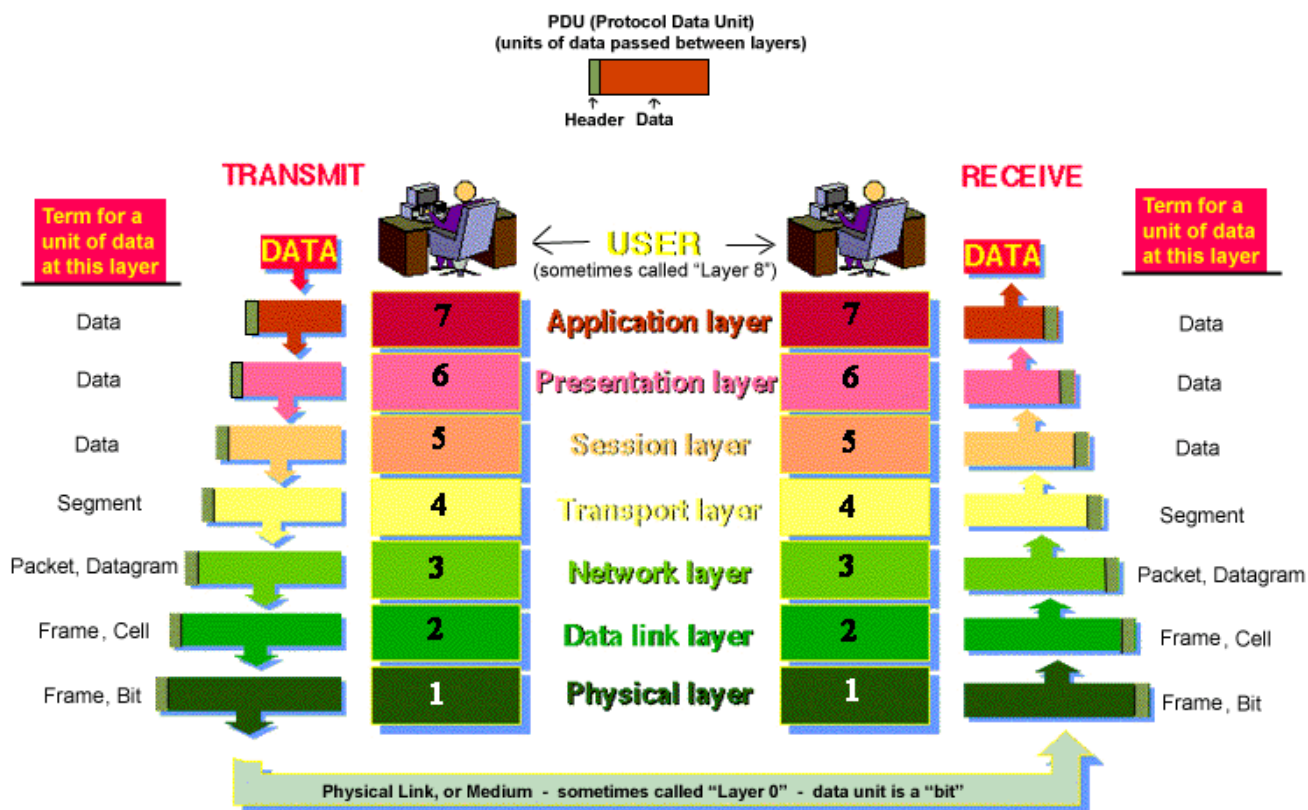 PDU (Protocol Data Unit)
(units of data passed between layers)
Header Data
TRANSMIT
RECEIVE
Term for a
unit of data
at this layer
DATA
USER
(sometimes called “Layer 8”)
DATA
Term for a
unit of data
at this layer
Data
7
Application layer
7
Data
Data
6
Presentation layer
6
Data
Data
5
Session layer
5
Data
Segment
4
Transport layer
4
Segment
Packet, Datagram
3
Network layer
3
Packet, Datagram
Frame, Cell
2
Data link layer
2
Frame, Cell
Frame, Bit
1
Physical layer
1
Frame, Bit
Physical Link, or Medium - sometimes called “Layer 0” - data unit is a “bit”